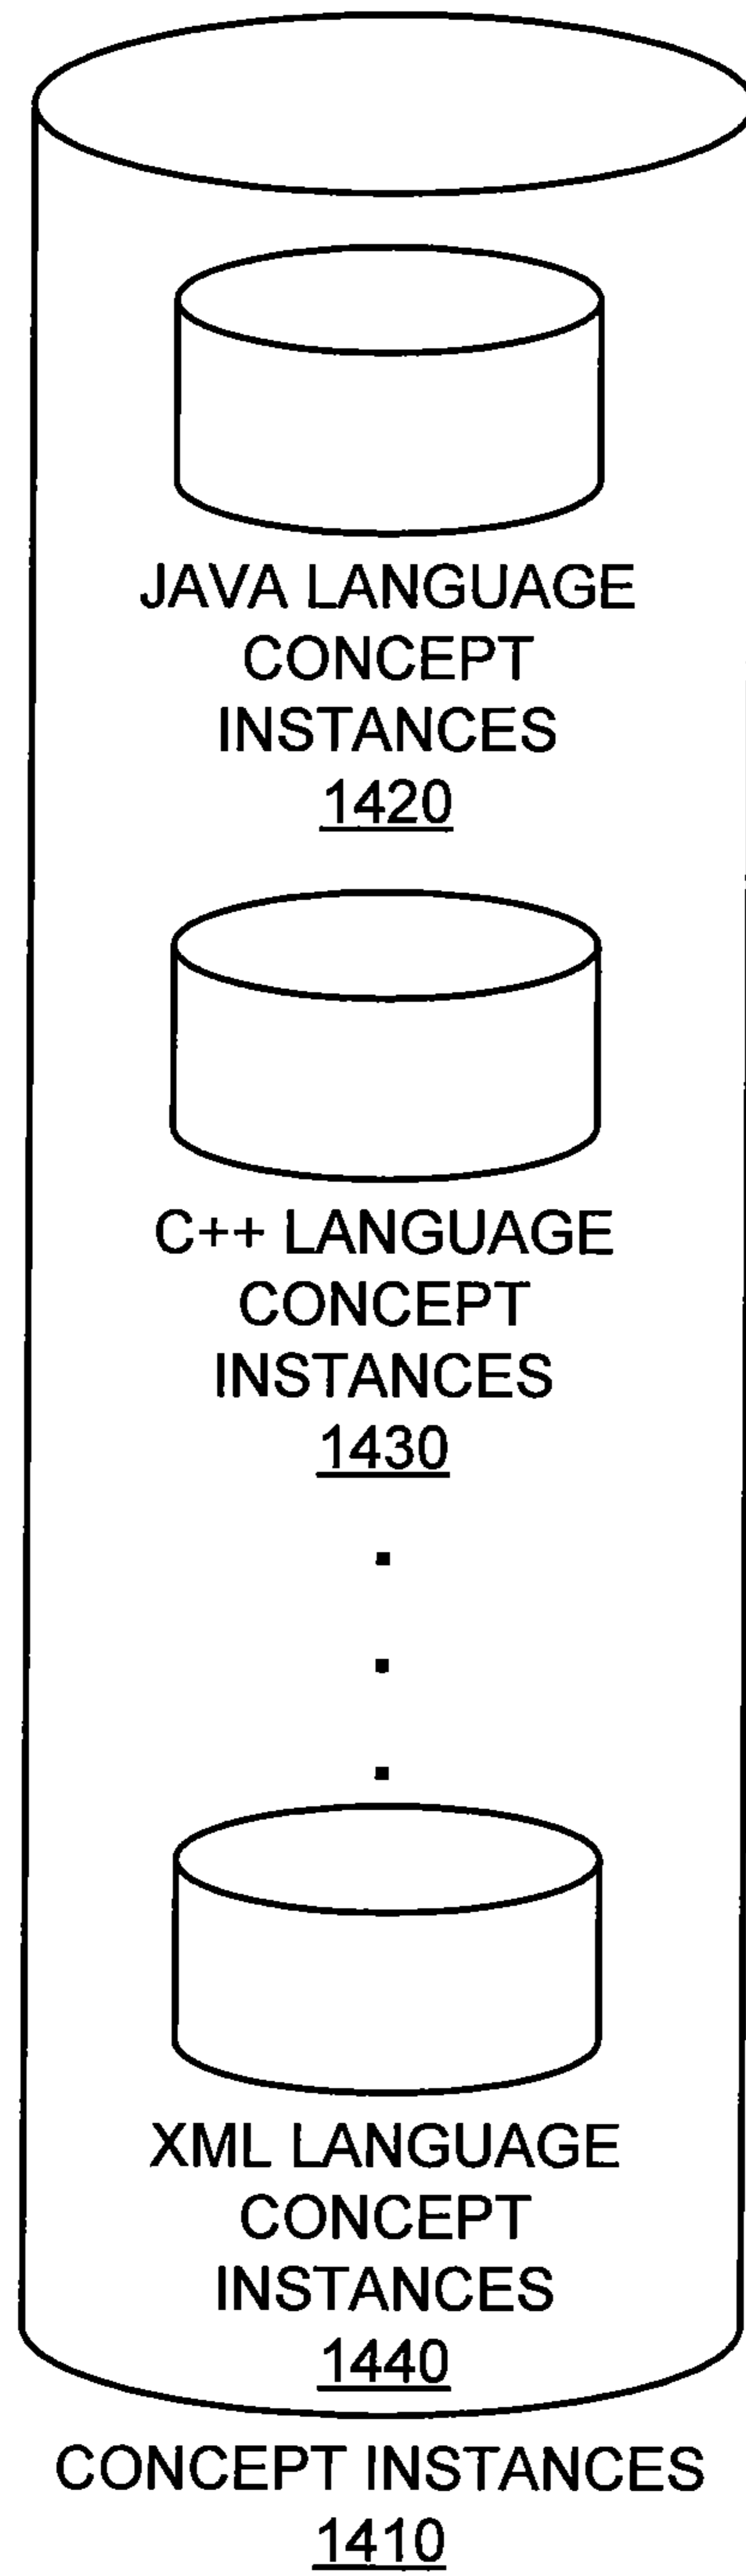 JAVA LANGUAGE
CONCEPT
INSTANCES
1420
C++ LANGUAGE
CONCEPT
INSTANCES
1430
XML LANGUAGE
CONCEPT
INSTANCES
1440
CONCEPT INSTANCES
1410